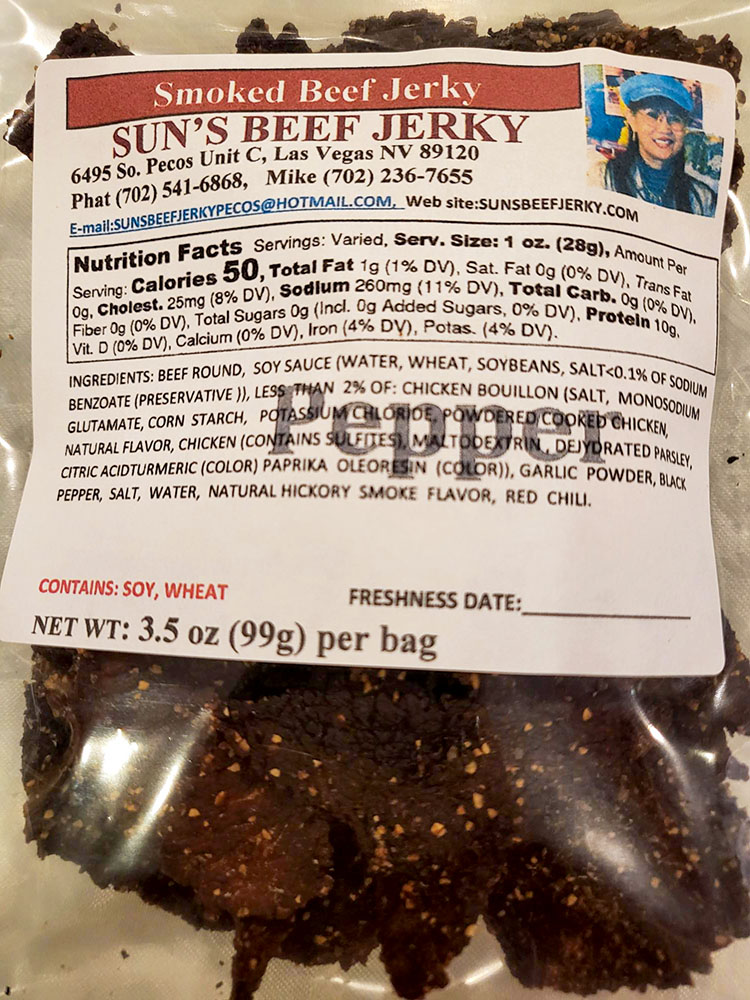 Smoked Beef Jerky
SUN'S BEEF JERKY
6495 So. Pecos Unit C, Las Vegas NV 89120
Phat (702) 541-6868, Mike (702) 236-7655
E-mail:SUNSBEEFJERKYPECOS@HOTMAIL.COM, Web site:SUNSBEEFJERKY.COM
Nutrition Facts Servings: Varied, Serv. Size: 1 oz. (28g), Amount Per
Serving: Calories 50, Total Fat 1g (1% DV), Sat. Fat 0g (0% DV), Trans Fat
0g, Cholest. 25mg (8% DV), Sodium 260mg (11% DV), Total Carb. 0g (0% DV),
Fiber 0g (0% DV), Total Sugars 0g (Incl. 0g Added Sugars, 0% DV), Protein 10g,
Vit. D (0% DV), Calcium (0% DV), Iron (4% DV), Potas. (4% DV).
INGREDIENTS: BEEF ROUND, SOY SAUCE (WATER, WHEAT, SOYBEANS, SALT<0.1% OF SODIUM
BENZOATE (PRESERVATIVE )), LESS THAN 2% OF: CHICKEN BOUILLON (SALT, MONOSODIUM
GLUTAMATE, CORN STARCH, POTASSIUM CHLORIDE, POWDERED COOKED CHICKEN,
NATURAL FLAVOR, CHICKEN (CONTAINS SULFITES), MALTODEXTRIN , DEJYDRATED PARSLEY,
CITRIC ACIDTURMERIC (COLOR) PAPRIKA OLEORESIN (COLOR)), GARLIC POWDER, BLACK
PEPPER, SALT, WATER, NATURAL HICKORY SMOKE FLAVOR, RED CHILI.
Pepper
CONTAINS: SOY, WHEAT
FRESHNESS DATE:
NET WT: 3.5 oz (99g) per bag